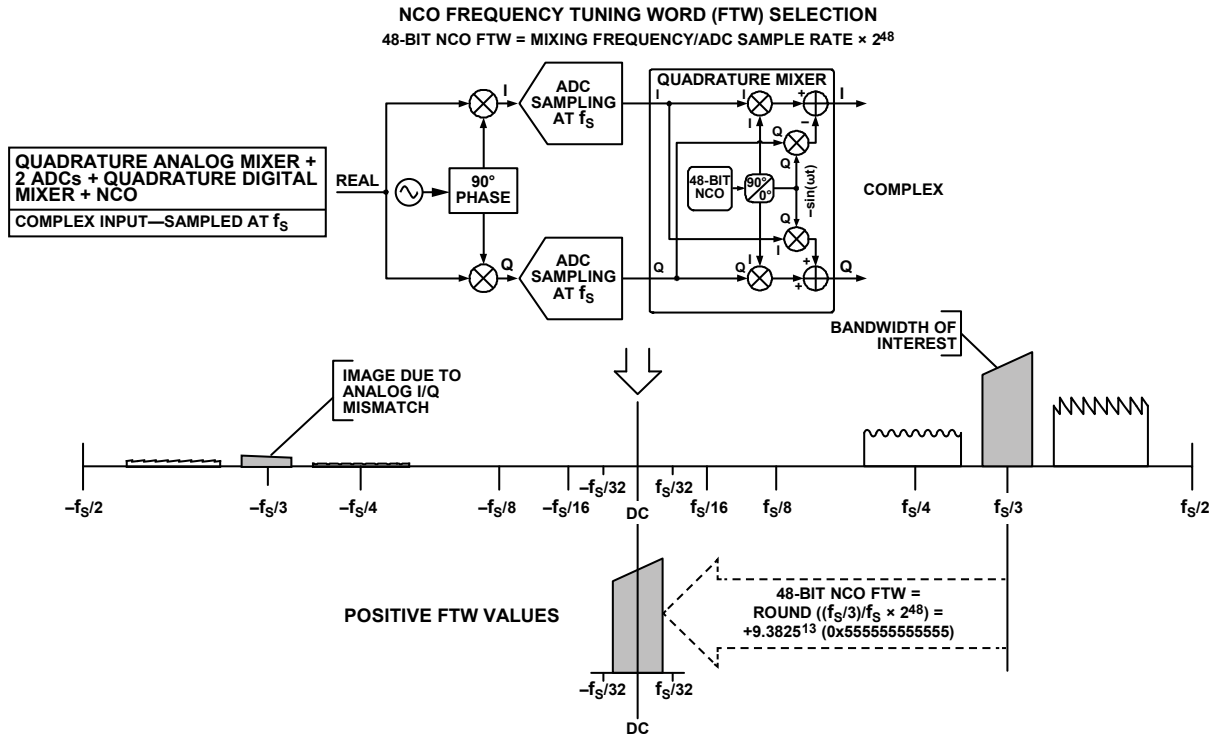 NCO FREQUENCY TUNING WORD (FTW) SELECTION
48-BIT NCO FTW = MIXING FREQUENCY/ADC SAMPLE RATE × 2⁴⁸
QUADRATURE ANALOG MIXER +
2 ADCs + QUADRATURE DIGITAL
MIXER + NCO
COMPLEX INPUT—SAMPLED AT fS
REAL
90°
PHASE
I
ADC
SAMPLING
AT fS
Q
ADC
SAMPLING
AT fS
I
Q
QUADRATURE MIXER
I
I
+
–
I
Q
Q
48-BIT
NCO
90°
0°
–sin(ωt)
Q
Q
I
I
Q
+
+
Q
COMPLEX
BANDWIDTH OF
INTEREST
IMAGE DUE TO
ANALOG I/Q
MISMATCH
–fS/2
–fS/3
–fS/4
–fS/8
–fS/16
–fS/32
DC
fS/32
fS/16
fS/8
fS/4
fS/3
fS/2
POSITIVE FTW VALUES
48-BIT NCO FTW =
ROUND ((fS/3)/fS × 2⁴⁸) =
+9.3825¹³ (0x555555555555)
–fS/32
fS/32
DC